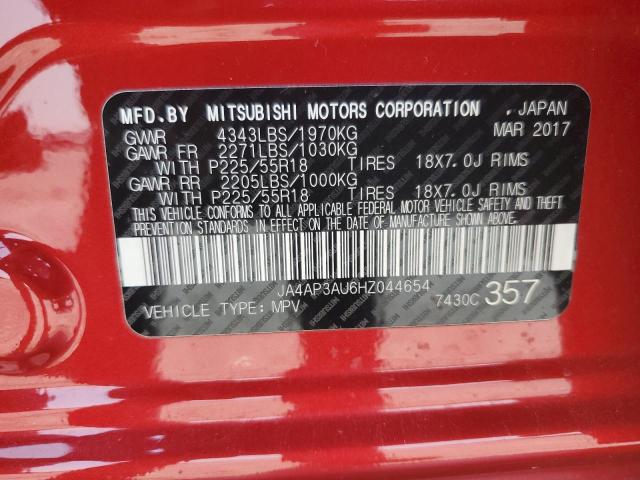 MFD.BY MITSUBISHI MOTORS CORPORATION , JAPAN
GVWR 4343LBS/1970KG MAR 2017
GAWR FR 2271LBS/1030KG
WITH P225/55R18 TIRES 18X7.0J RIMS
GAWR RR 2205LBS/1000KG
WITH P225/55R18 TIRES 18X7.0J RIMS
THIS VEHICLE CONFORMS TO ALL APPLICABLE FEDERAL MOTOR VEHICLE SAFETY AND THEFT
PREVENTION STANDARDS IN EFFECT ON THE DATE OF MANUFACTURE SHOWN ABOVE.
JA4AP3AU6HZ044654
VEHICLE TYPE: MPV 7430C 357